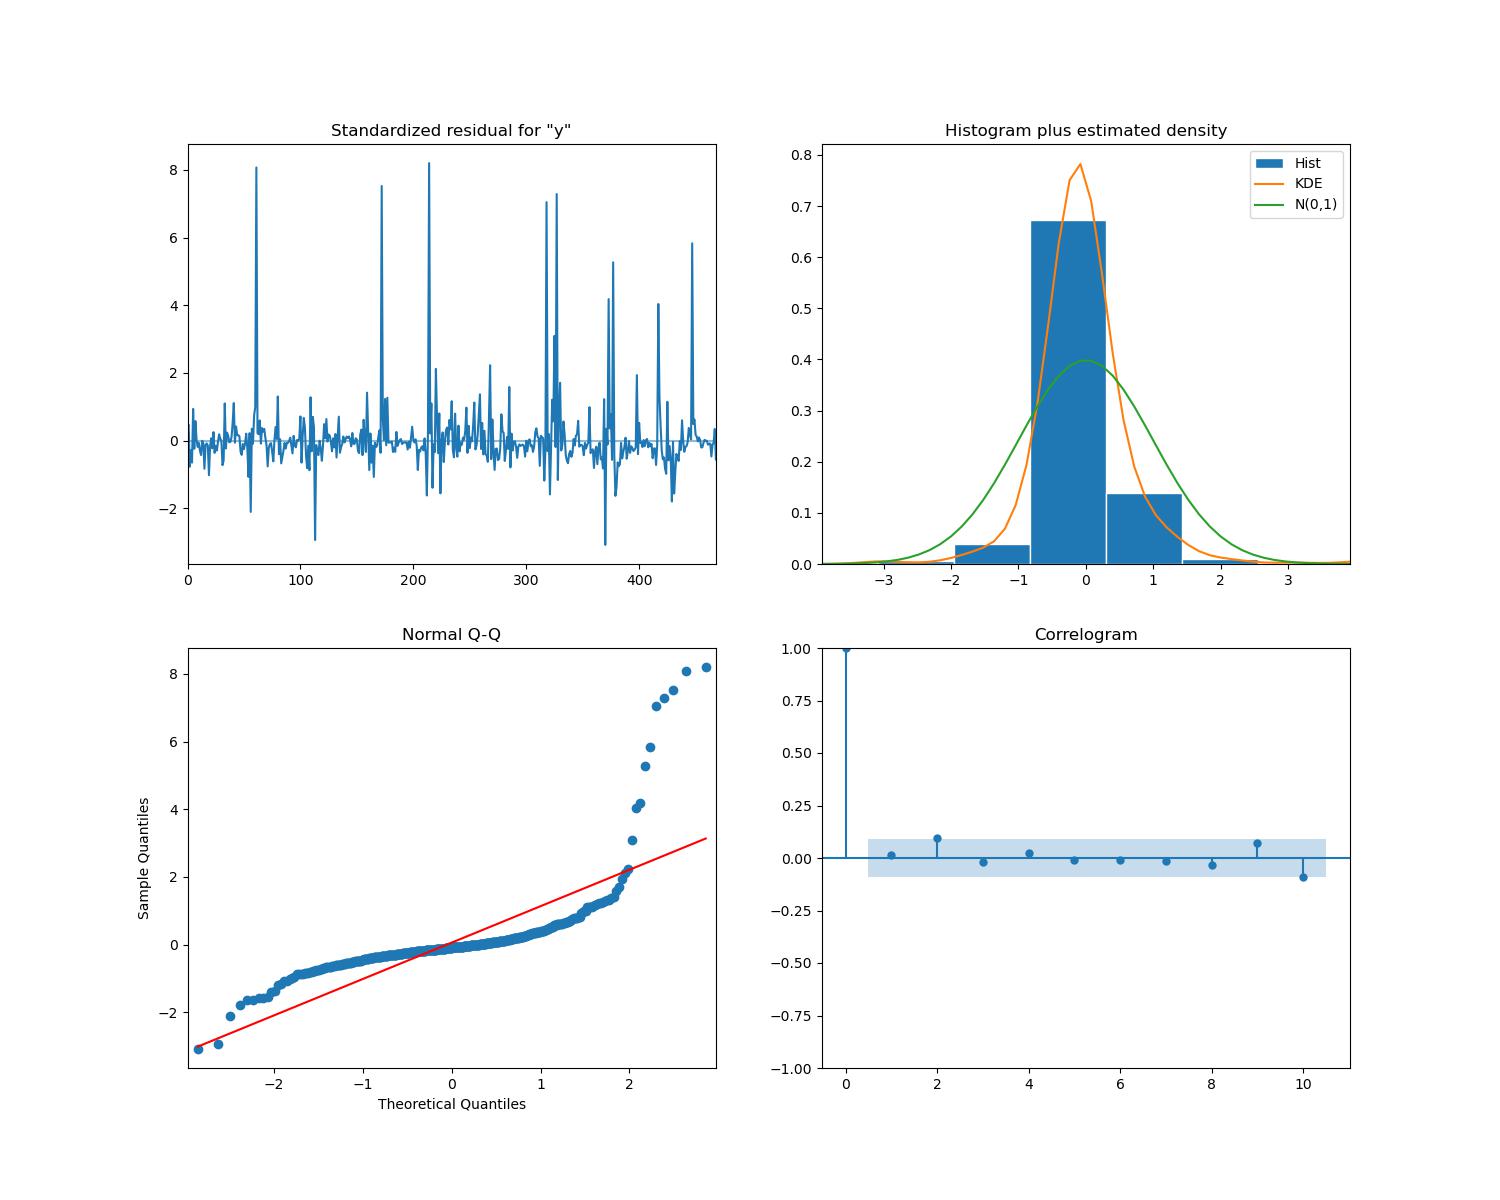 Standardized residual for "y"
8
6
4
2
0
−2
0 100 200 300 400
Histogram plus estimated density
0.8
0.7
0.6
0.5
0.4
0.3
0.2
0.1
0.0
−3 −2 −1 0 1 2 3
Hist
KDE
N(0,1)
Normal Q-Q
Sample Quantiles
8
6
4
2
0
−2
−2 −1 0 1 2
Theoretical Quantiles
Correlogram
1.00
0.75
0.50
0.25
0.00
−0.25
−0.50
−0.75
−1.00
0 2 4 6 8 10